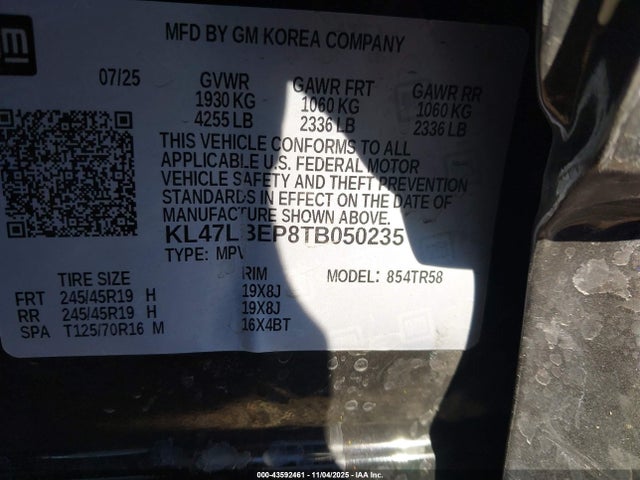 gm
MFD BY GM KOREA COMPANY
07/25 GVWR GAWR FRT GAWR RR
1930 KG 1060 KG 1060 KG
4255 LB 2336 LB 2336 LB
THIS VEHICLE CONFORMS TO ALL
APPLICABLE U.S. FEDERAL MOTOR
VEHICLE SAFETY AND THEFT PREVENTION
STANDARDS IN EFFECT ON THE DATE
OF MANUFACTURE SHOWN ABOVE.
TYPE: MPV MODEL: 854TR58
TIRE SIZE RIM
FRT 245/45R19 H 19X8J
RR 245/45R19 H 19X8J
SPA T125/70R16 M 16X4BT
000-43592461 - 11/04/2025 - IAA Inc.